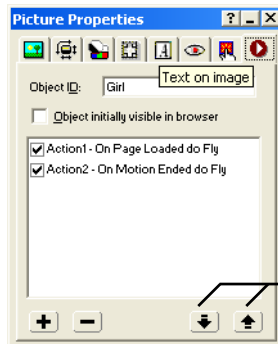 Picture Properties
Text on image
Object ID: Girl
Object initially visible in browser
Action1 - On Page Loaded do Fly
Action2 - On Motion Ended do Fly